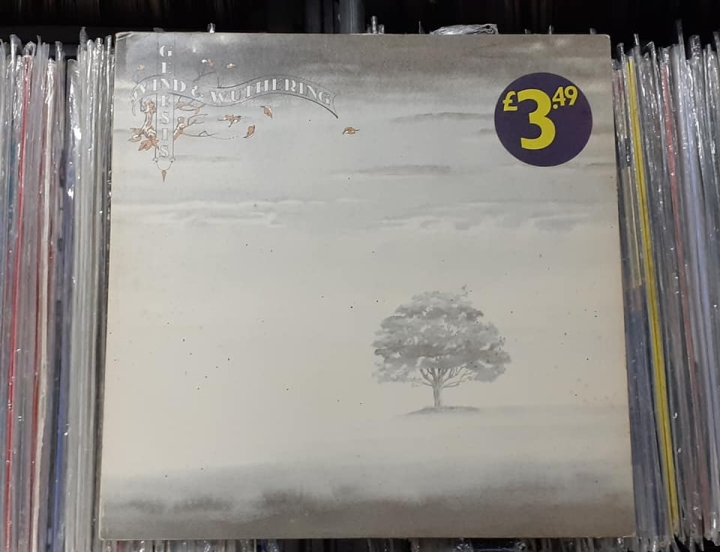 GENESIS
WIND & WUTHERING
£3.49